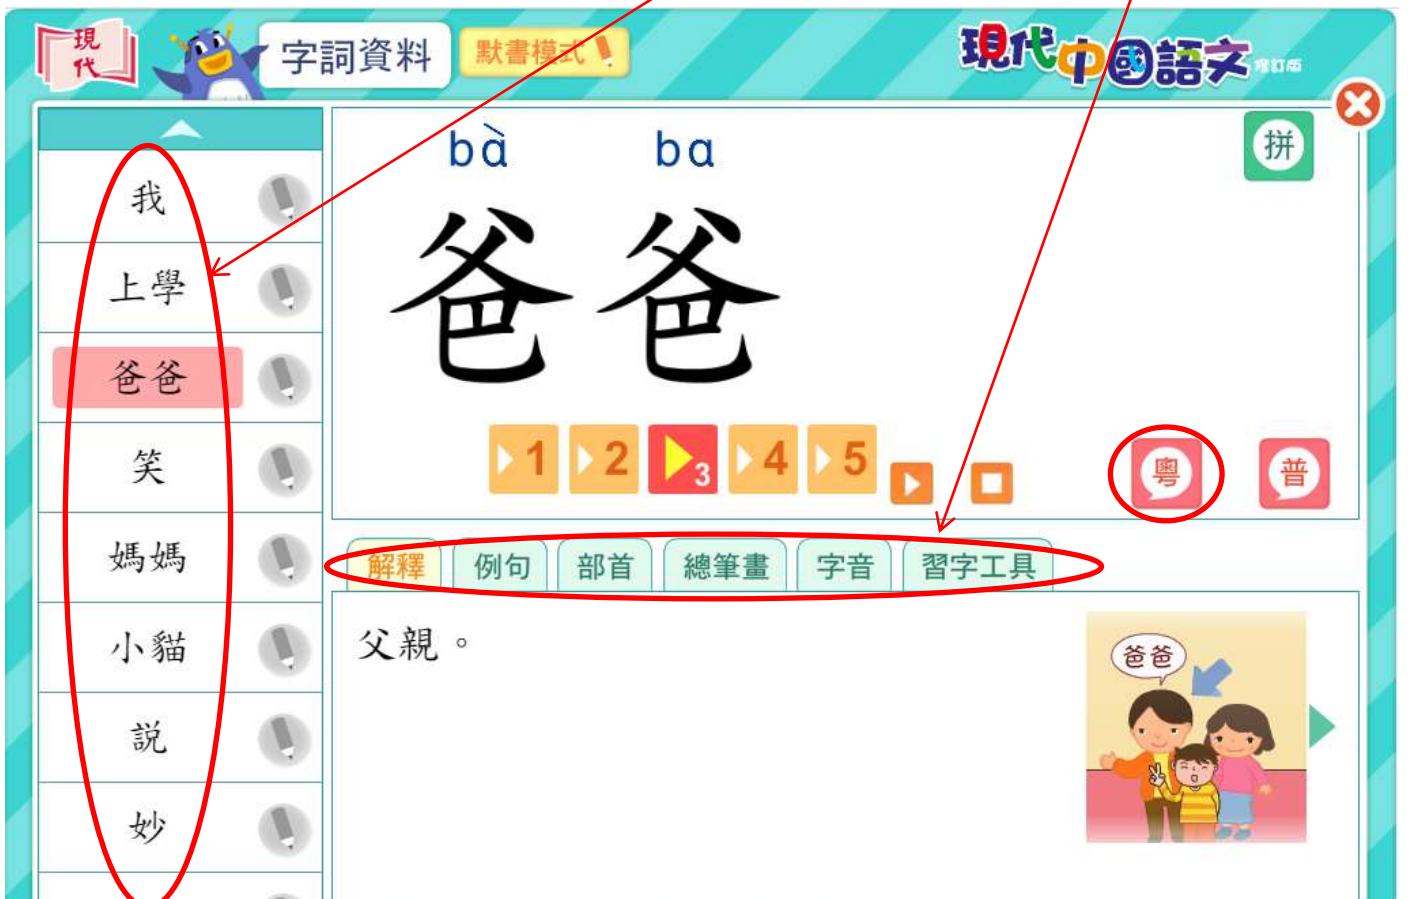 現代
字詞資料
默書模式
現代中國語文 修訂版
我
上學
爸爸
笑
媽媽
小貓
説
妙
bà ba
爸爸
拼
1 2 3 4 5
粵
普
解釋 例句 部首 總筆畫 字音 習字工具
父親。
爸爸